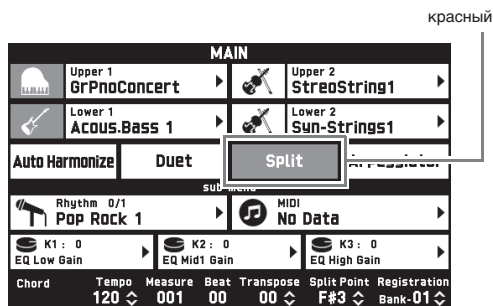 красный
MAIN
Upper 1
GrPnoConcert
Upper 2
StreoString1
Lower 1
Acous.Bass 1
Lower 2
Syn-Strings1
Auto Harmonize
Duet
Split
Arpeggiator
sub menu
Rhythm 0/1
Pop Rock 1
MIDI
No Data
K1 : 0
EQ Low Gain
K2 : 0
EQ Mid1 Gain
K3 : 0
EQ High Gain
Chord Tempo Measure Beat Transpose Split Point Registration
120 001 00 00 F#3 Bank-01